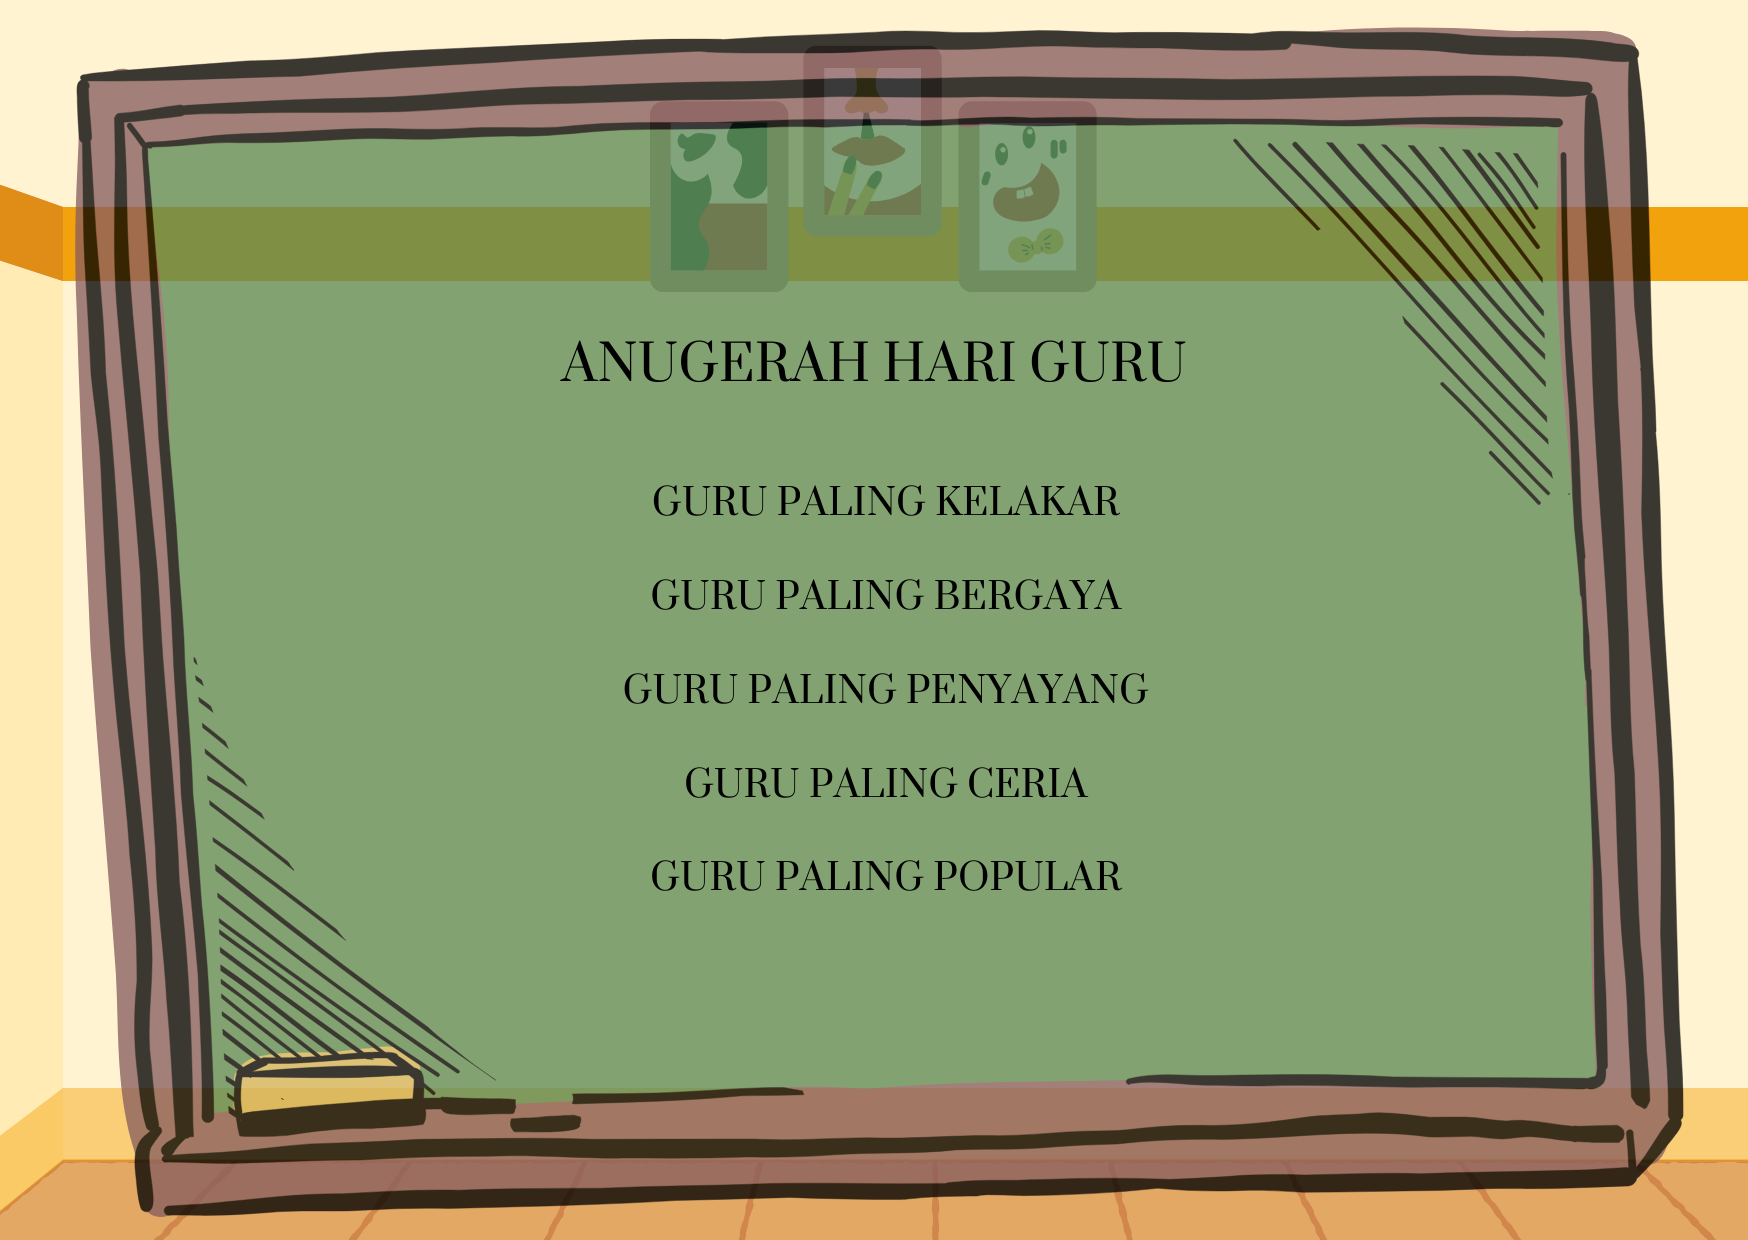 ANUGERAH HARI GURU
GURU PALING KELAKAR
GURU PALING BERGAYA
GURU PALING PENYAYANG
GURU PALING CERIA
GURU PALING POPULAR